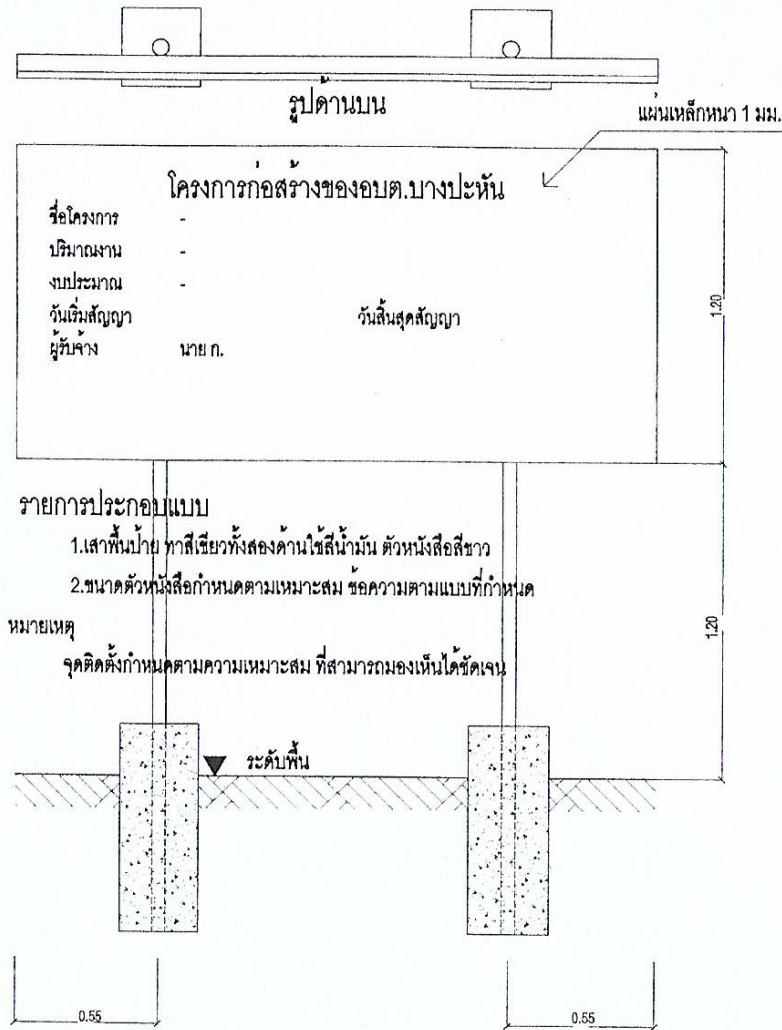 รูปด้านบน
แผ่นเหล็กหนา 1 มม.
โครงการก่อสร้างของอบต.บางปะหัน
ชื่อโครงการ -
ปริมาณงาน -
งบประมาณ -
วันเริ่มสัญญา วันสิ้นสุดสัญญา
ผู้รับจ้าง นาย ก.
1.20
รายการประกอบแบบ
1.เสาพื้นป้าย ทาสีเขียวทั้งสองด้านใช้สีน้ำมัน ตัวหนังสือสีขาว
2.ขนาดตัวหนังสือกำหนดตามเหมาะสม ข้อความตามแบบที่กำหนด
หมายเหตุ
จุดติดตั้งกำหนดตามความเหมาะสม ที่สามารถมองเห็นได้ชัดเจน
1.20
ระดับพื้น
0.55
0.55